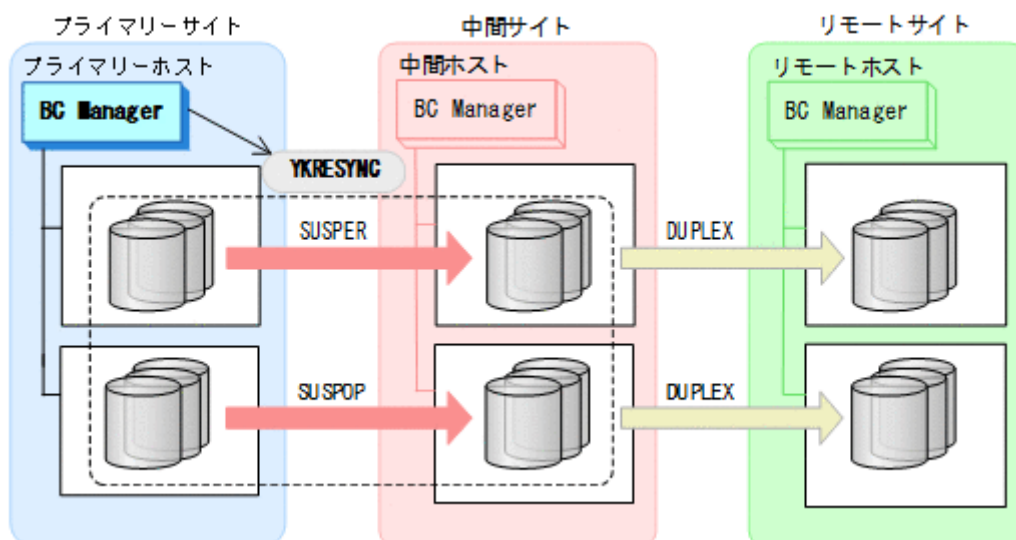 プライマリーサイト
中間サイト
リモートサイト
プライマリーホスト
中間ホスト
リモートホスト
BC Manager
BC Manager
BC Manager
YKRESYNC
SUSPER
DUPLEX
SUSPOP
DUPLEX